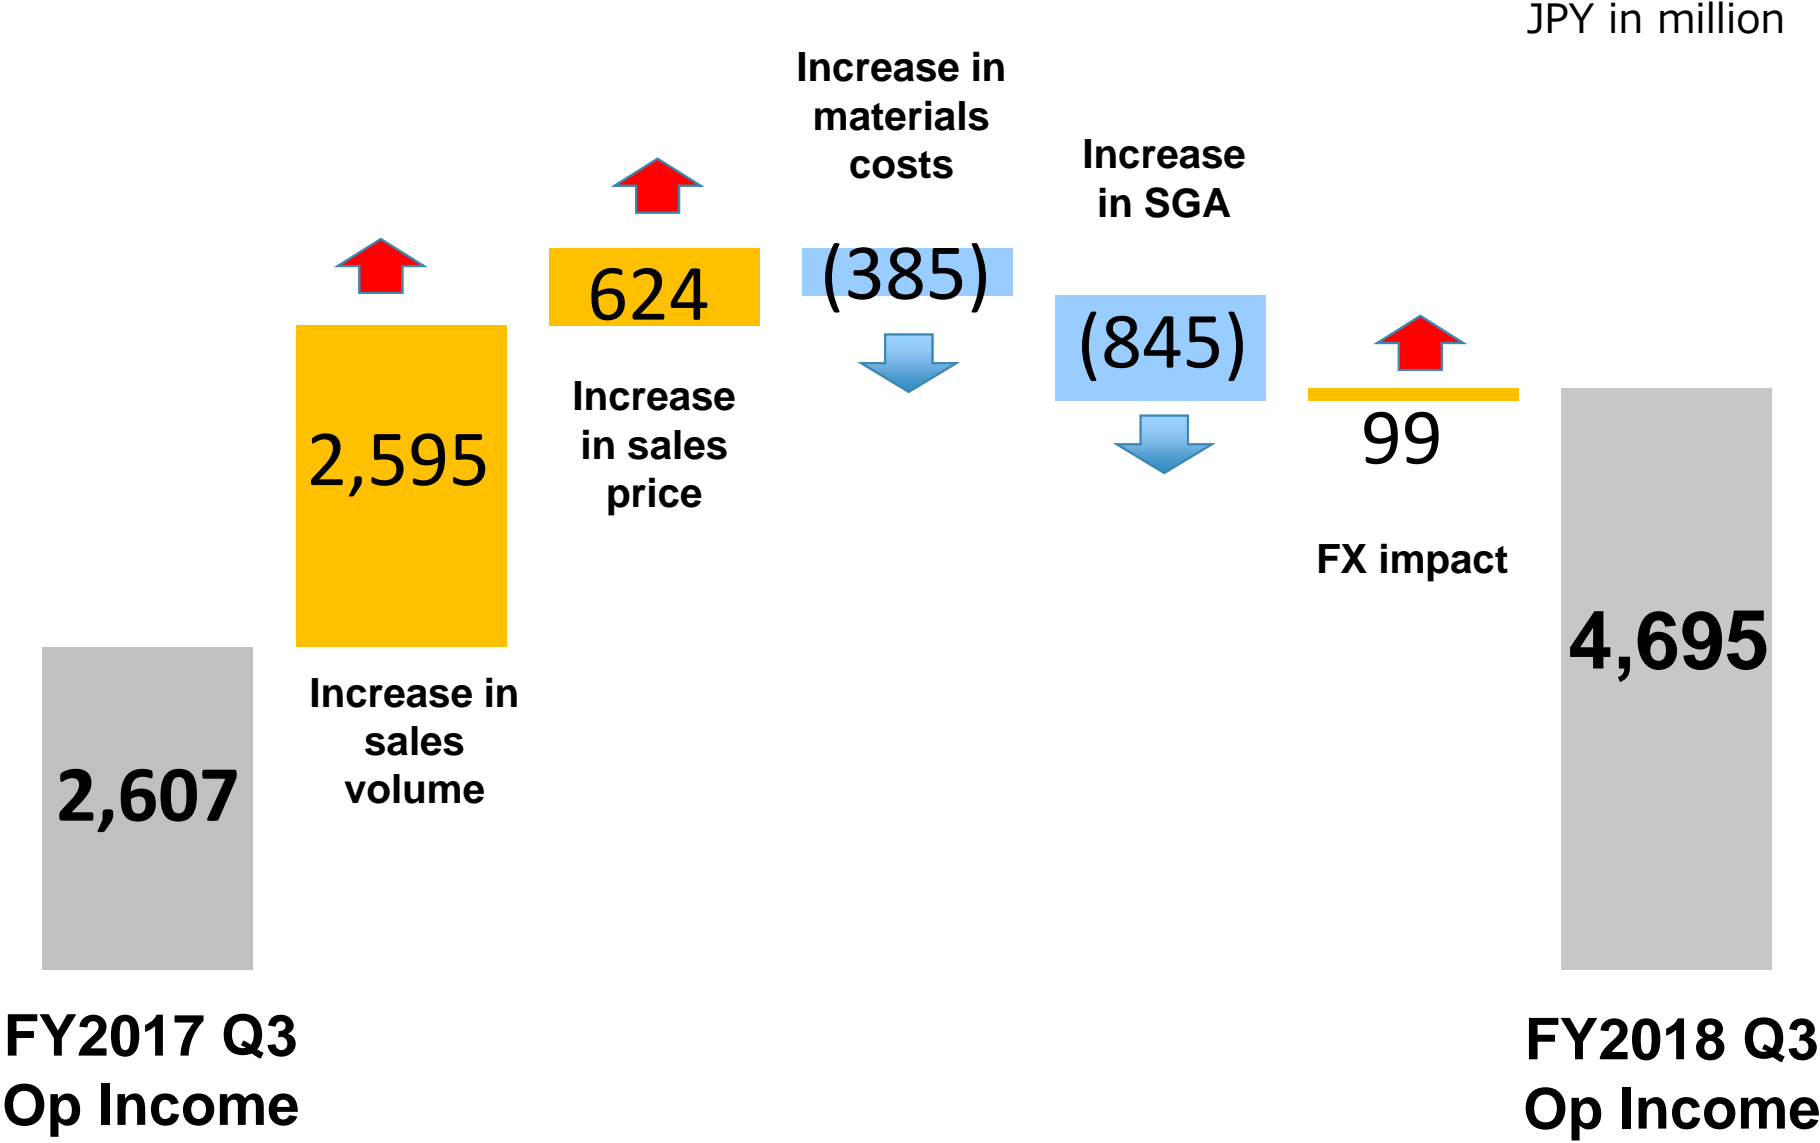 JPY in million
Increase in
materials
costs
Increase
in SGA
624
(385)
(845)
2,595
Increase
in sales
price
99
FX impact
4,695
Increase in
sales
volume
2,607
FY2017 Q3
Op Income
FY2018 Q3
Op Income